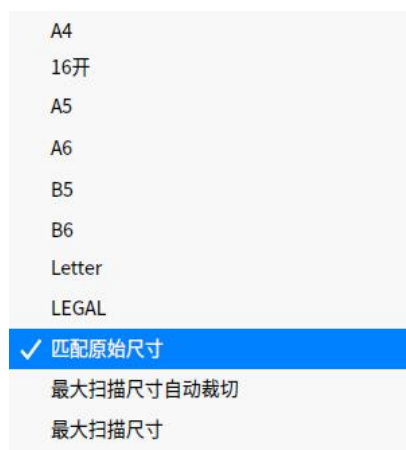 A4
16开
A5
A6
B5
B6
Letter
LEGAL
匹配原始尺寸
最大扫描尺寸自动裁切
最大扫描尺寸